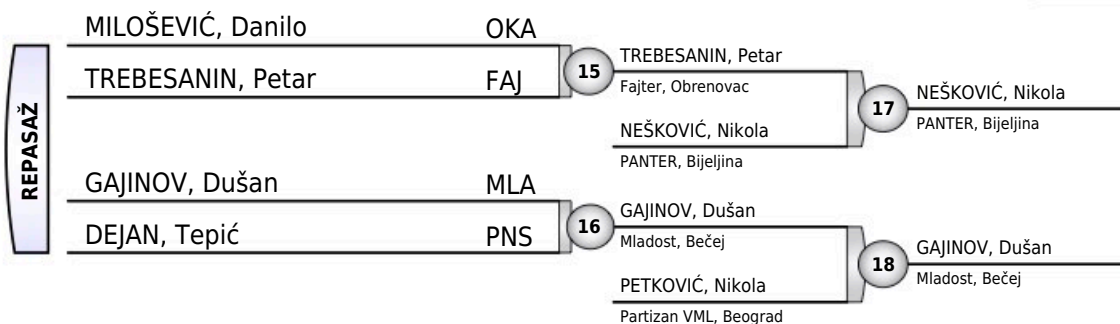 REPASAŽ
MILOŠEVIĆ, Danilo OKA
TREBESANIN, Petar FAJ
15
TREBESANIN, Petar
Fajter, Obrenovac
NEŠKOVIĆ, Nikola
PANTER, Bijeljina
17
NEŠKOVIĆ, Nikola
PANTER, Bijeljina
GAJINOV, Dušan MLA
DEJAN, Tepić PNS
16
GAJINOV, Dušan
Mladost, Bečej
PETKOVIĆ, Nikola
Partizan VML, Beograd
18
GAJINOV, Dušan
Mladost, Bečej